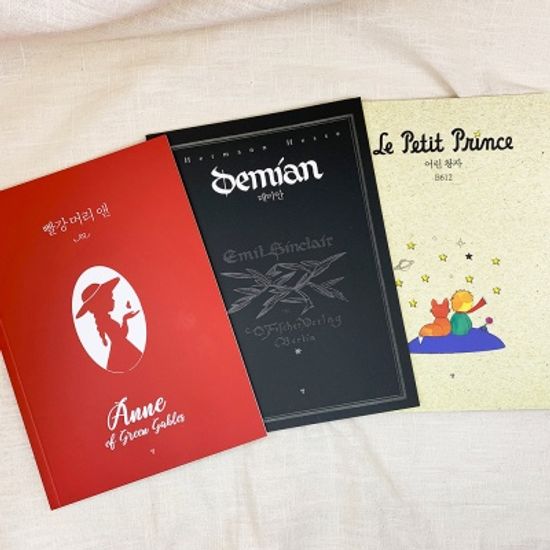 빨강 머리 앤
Anne
of Green Gables
Hermann Hesse
Demian
데미안
Emil Sinclair
Fischer Verlag
Berlin
Le Petit Prince
어린 왕자
B612